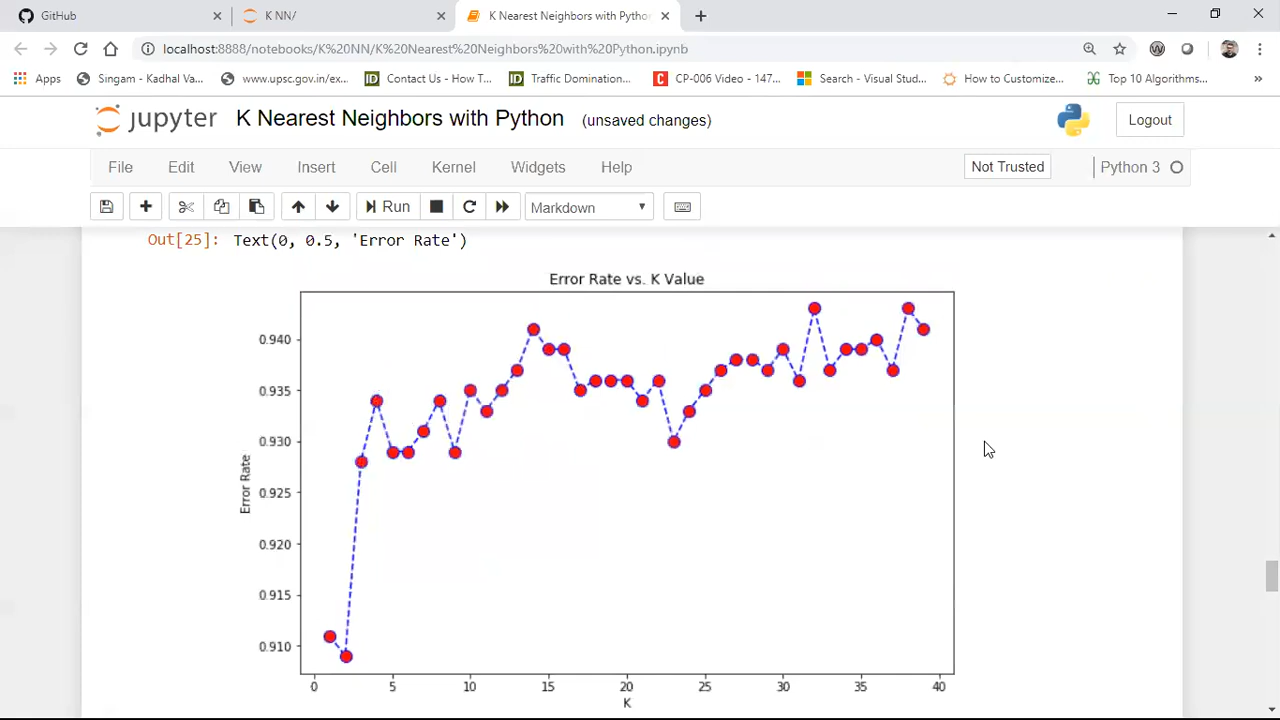 GitHub
K NN/
K Nearest Neighbors with Python
localhost:8888/notebooks/K%20NN/K%20Nearest%20Neighbors%20with%20Python.ipynb
Apps
Singam - Kadhal Va...
www.upsc.gov.in/ex...
Contact Us - How T...
Traffic Domination...
CP-006 Video - 147...
Search - Visual Stud...
How to Customize...
Top 10 Algorithms...
»
jupyter K Nearest Neighbors with Python (unsaved changes)
Logout
File Edit View Insert Cell Kernel Widgets Help
Not Trusted
Python 3
Run
Markdown
Out[25]: Text(0, 0.5, 'Error Rate')
Error Rate vs. K Value
0.940
0.935
0.930
0.925
0.920
0.915
0.910
Error Rate
0 5 10 15 20 25 30 35 40
K